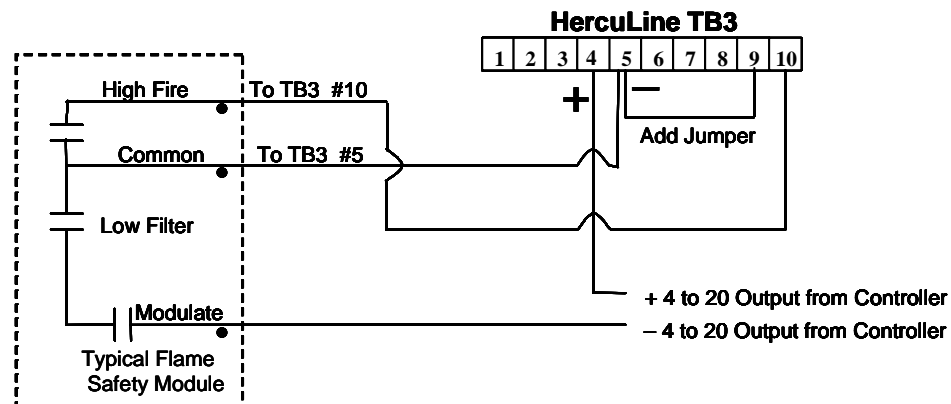 HercuLine TB3
1 2 3 4 5 6 7 8 9 10
+ −
Add Jumper
High Fire
To TB3 #10
Common
To TB3 #5
Low Filter
Modulate
+ 4 to 20 Output from Controller
− 4 to 20 Output from Controller
Typical Flame
Safety Module